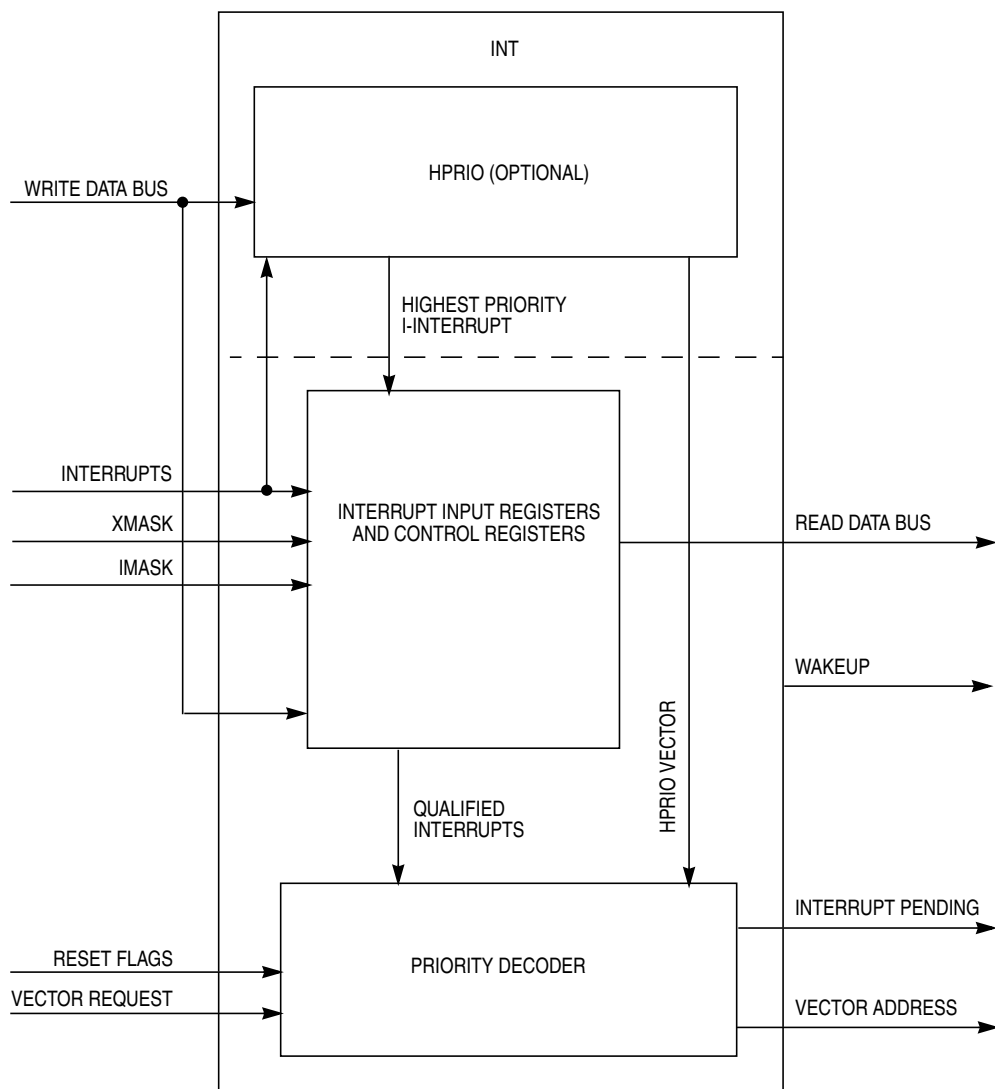 INT
HPRIO (OPTIONAL)
WRITE DATA BUS
HIGHEST PRIORITY
I-INTERRUPT
INTERRUPTS
XMASK
IMASK
INTERRUPT INPUT REGISTERS
AND CONTROL REGISTERS
READ DATA BUS
WAKEUP
HPRIO VECTOR
QUALIFIED
INTERRUPTS
INTERRUPT PENDING
RESET FLAGS
PRIORITY DECODER
VECTOR REQUEST
VECTOR ADDRESS